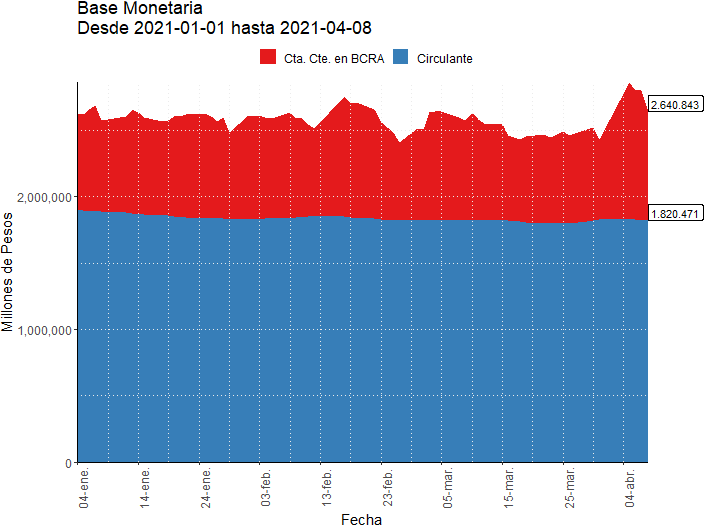 Base Monetaria
Desde 2021-01-01 hasta 2021-04-08
Cta. Cte. en BCRA
Circulante
2.640.843
1.820.471
Millones de Pesos
2,000,000
1,000,000
0
04-ene.
14-ene.
24-ene.
03-feb.
13-feb.
23-feb.
05-mar.
15-mar.
25-mar.
04-abr.
Fecha